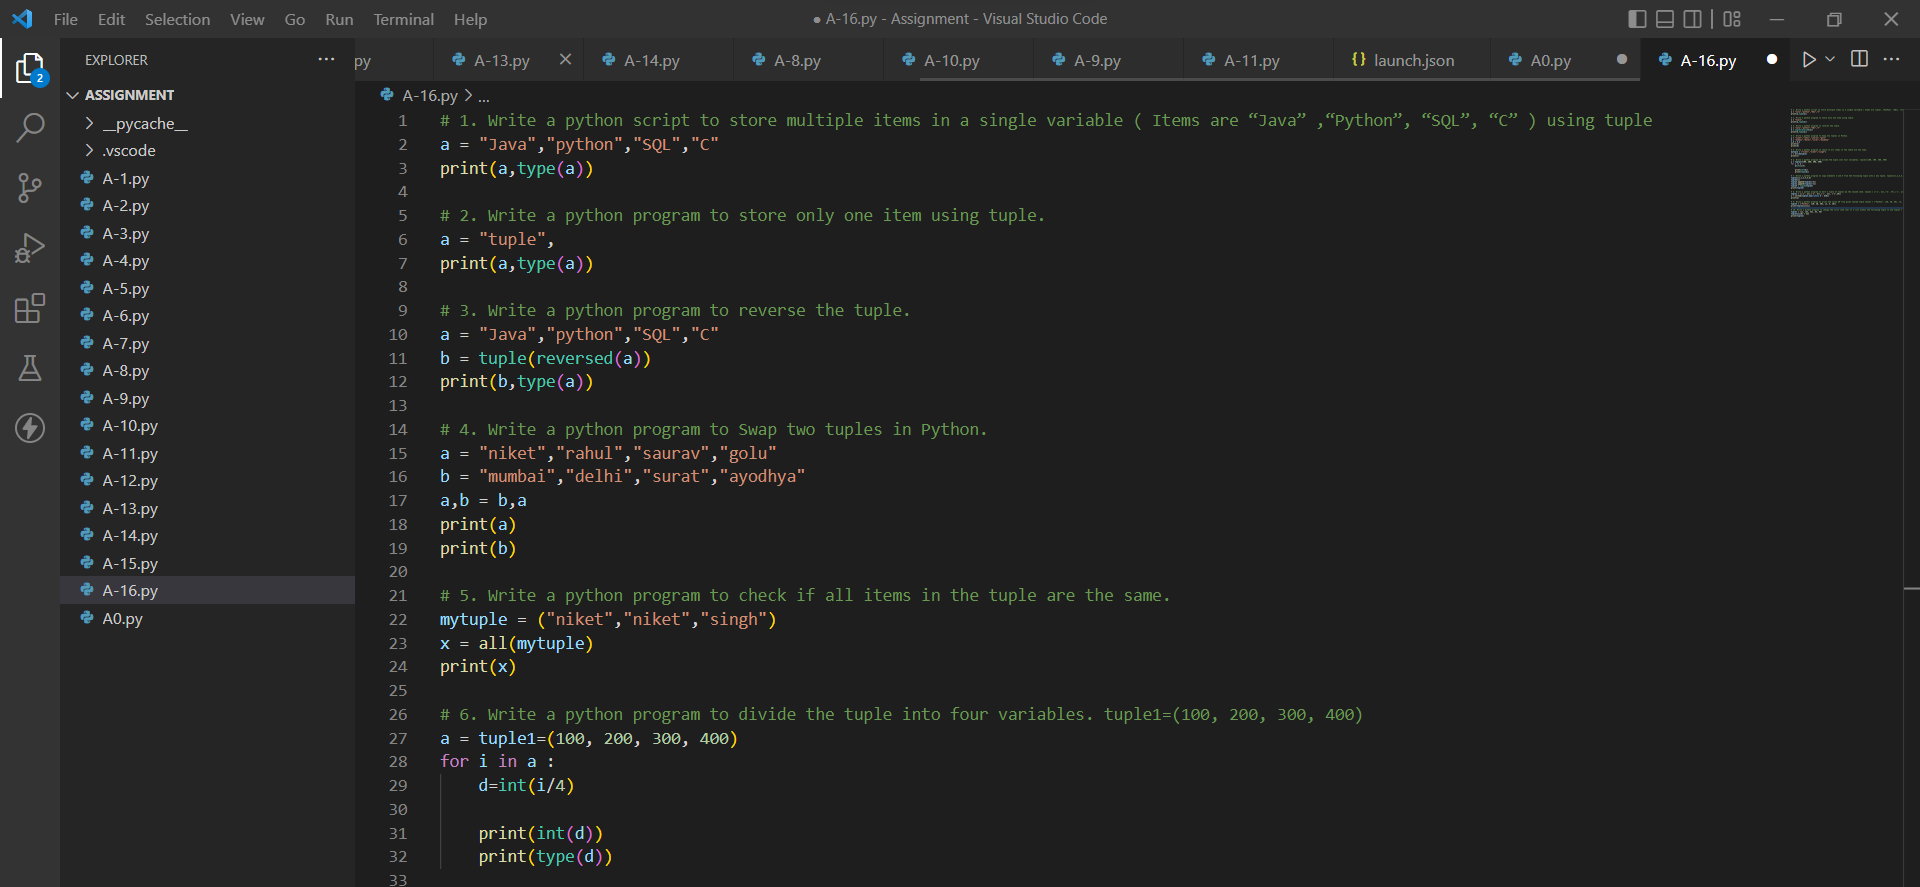 File Edit Selection View Go Run Terminal Help
● A-16.py - Assignment - Visual Studio Code
EXPLORER ···
py A-13.py A-14.py A-8.py A-10.py A-9.py A-11.py {} launch.json A0.py A-16.py
2
ASSIGNMENT
__pycache__
.vscode
A-1.py
A-2.py
A-3.py
A-4.py
A-5.py
A-6.py
A-7.py
A-8.py
A-9.py
A-10.py
A-11.py
A-12.py
A-13.py
A-14.py
A-15.py
A-16.py
A0.py
A-16.py > ...
1 # 1. Write a python script to store multiple items in a single variable ( Items are “Java” ,“Python”, “SQL”, “C” ) using tuple
2 a = "Java","python","SQL","C"
3 print(a,type(a))
4
5 # 2. Write a python program to store only one item using tuple.
6 a = "tuple",
7 print(a,type(a))
8
9 # 3. Write a python program to reverse the tuple.
10 a = "Java","python","SQL","C"
11 b = tuple(reversed(a))
12 print(b,type(a))
13
14 # 4. Write a python program to Swap two tuples in Python.
15 a = "niket","rahul","saurav","golu"
16 b = "mumbai","delhi","surat","ayodhya"
17 a,b = b,a
18 print(a)
19 print(b)
20
21 # 5. Write a python program to check if all items in the tuple are the same.
22 mytuple = ("niket","niket","singh")
23 x = all(mytuple)
24 print(x)
25
26 # 6. Write a python program to divide the tuple into four variables. tuple1=(100, 200, 300, 400)
27 a = tuple1=(100, 200, 300, 400)
28 for i in a :
29     d=int(i/4)
30
31     print(int(d))
32     print(type(d))
33